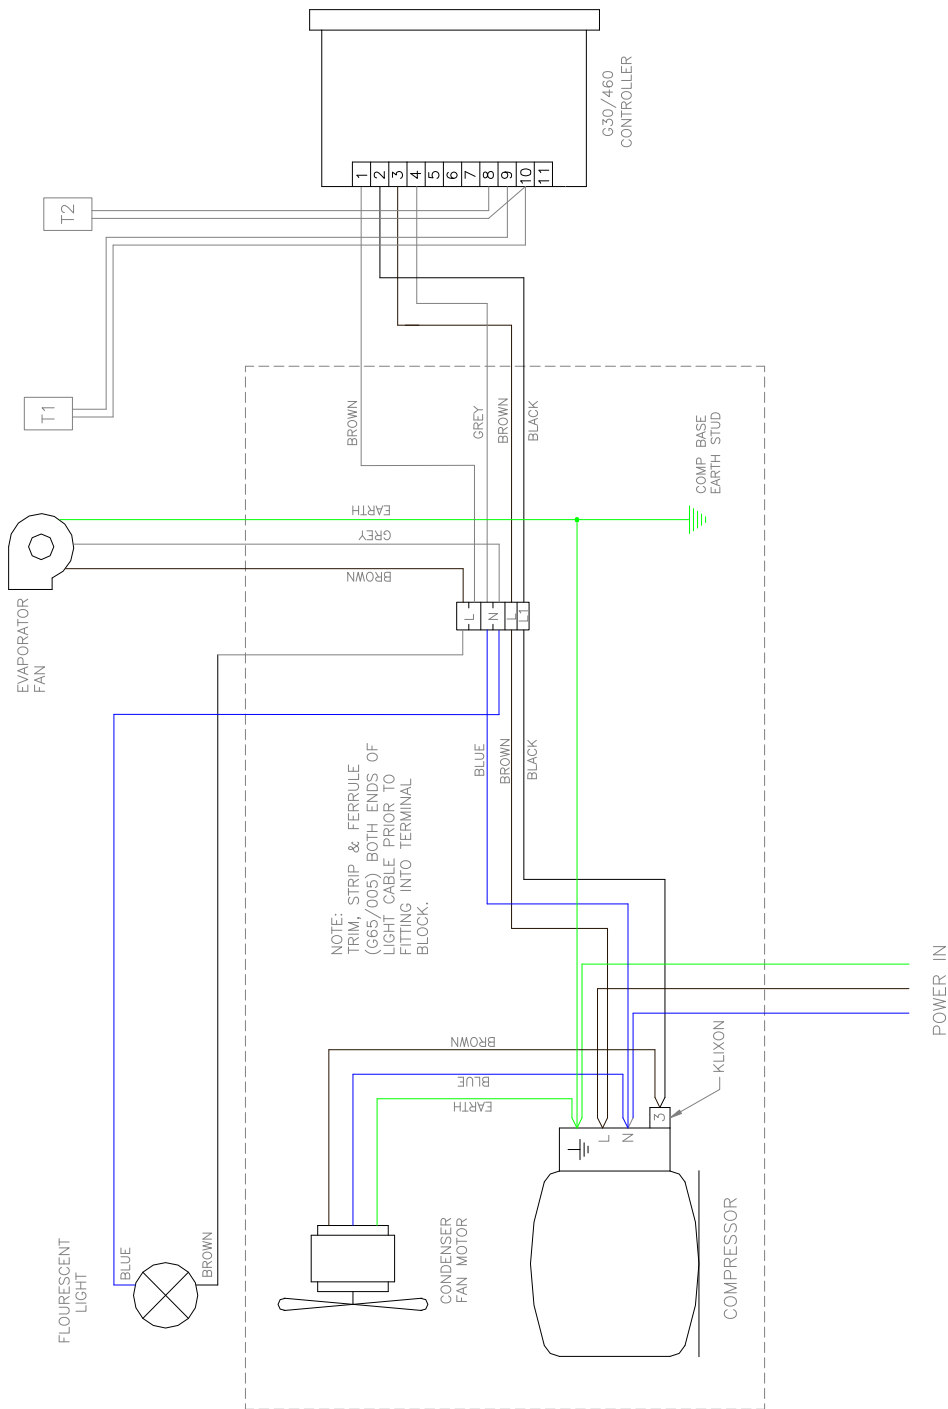 G30/460
CONTROLLER
1
2
3
4
5
6
7
8
9
10
11
T2
T1
BROWN
GREY
BROWN
BLACK
COMP BASE
EARTH STUD
EARTH
GREY
BROWN
EVAPORATOR
FAN
L
N
L
L1
BLUE
BROWN
BLACK
NOTE:
TRIM, STRIP & FERRULE
(G65/005) BOTH ENDS OF
LIGHT CABLE PRIOR TO
FITTING INTO TERMINAL
BLOCK.
POWER IN
BROWN
BLUE
EARTH
KLIXON
3
L
N
FLOURESCENT
LIGHT
BLUE
BROWN
CONDENSER
FAN MOTOR
COMPRESSOR